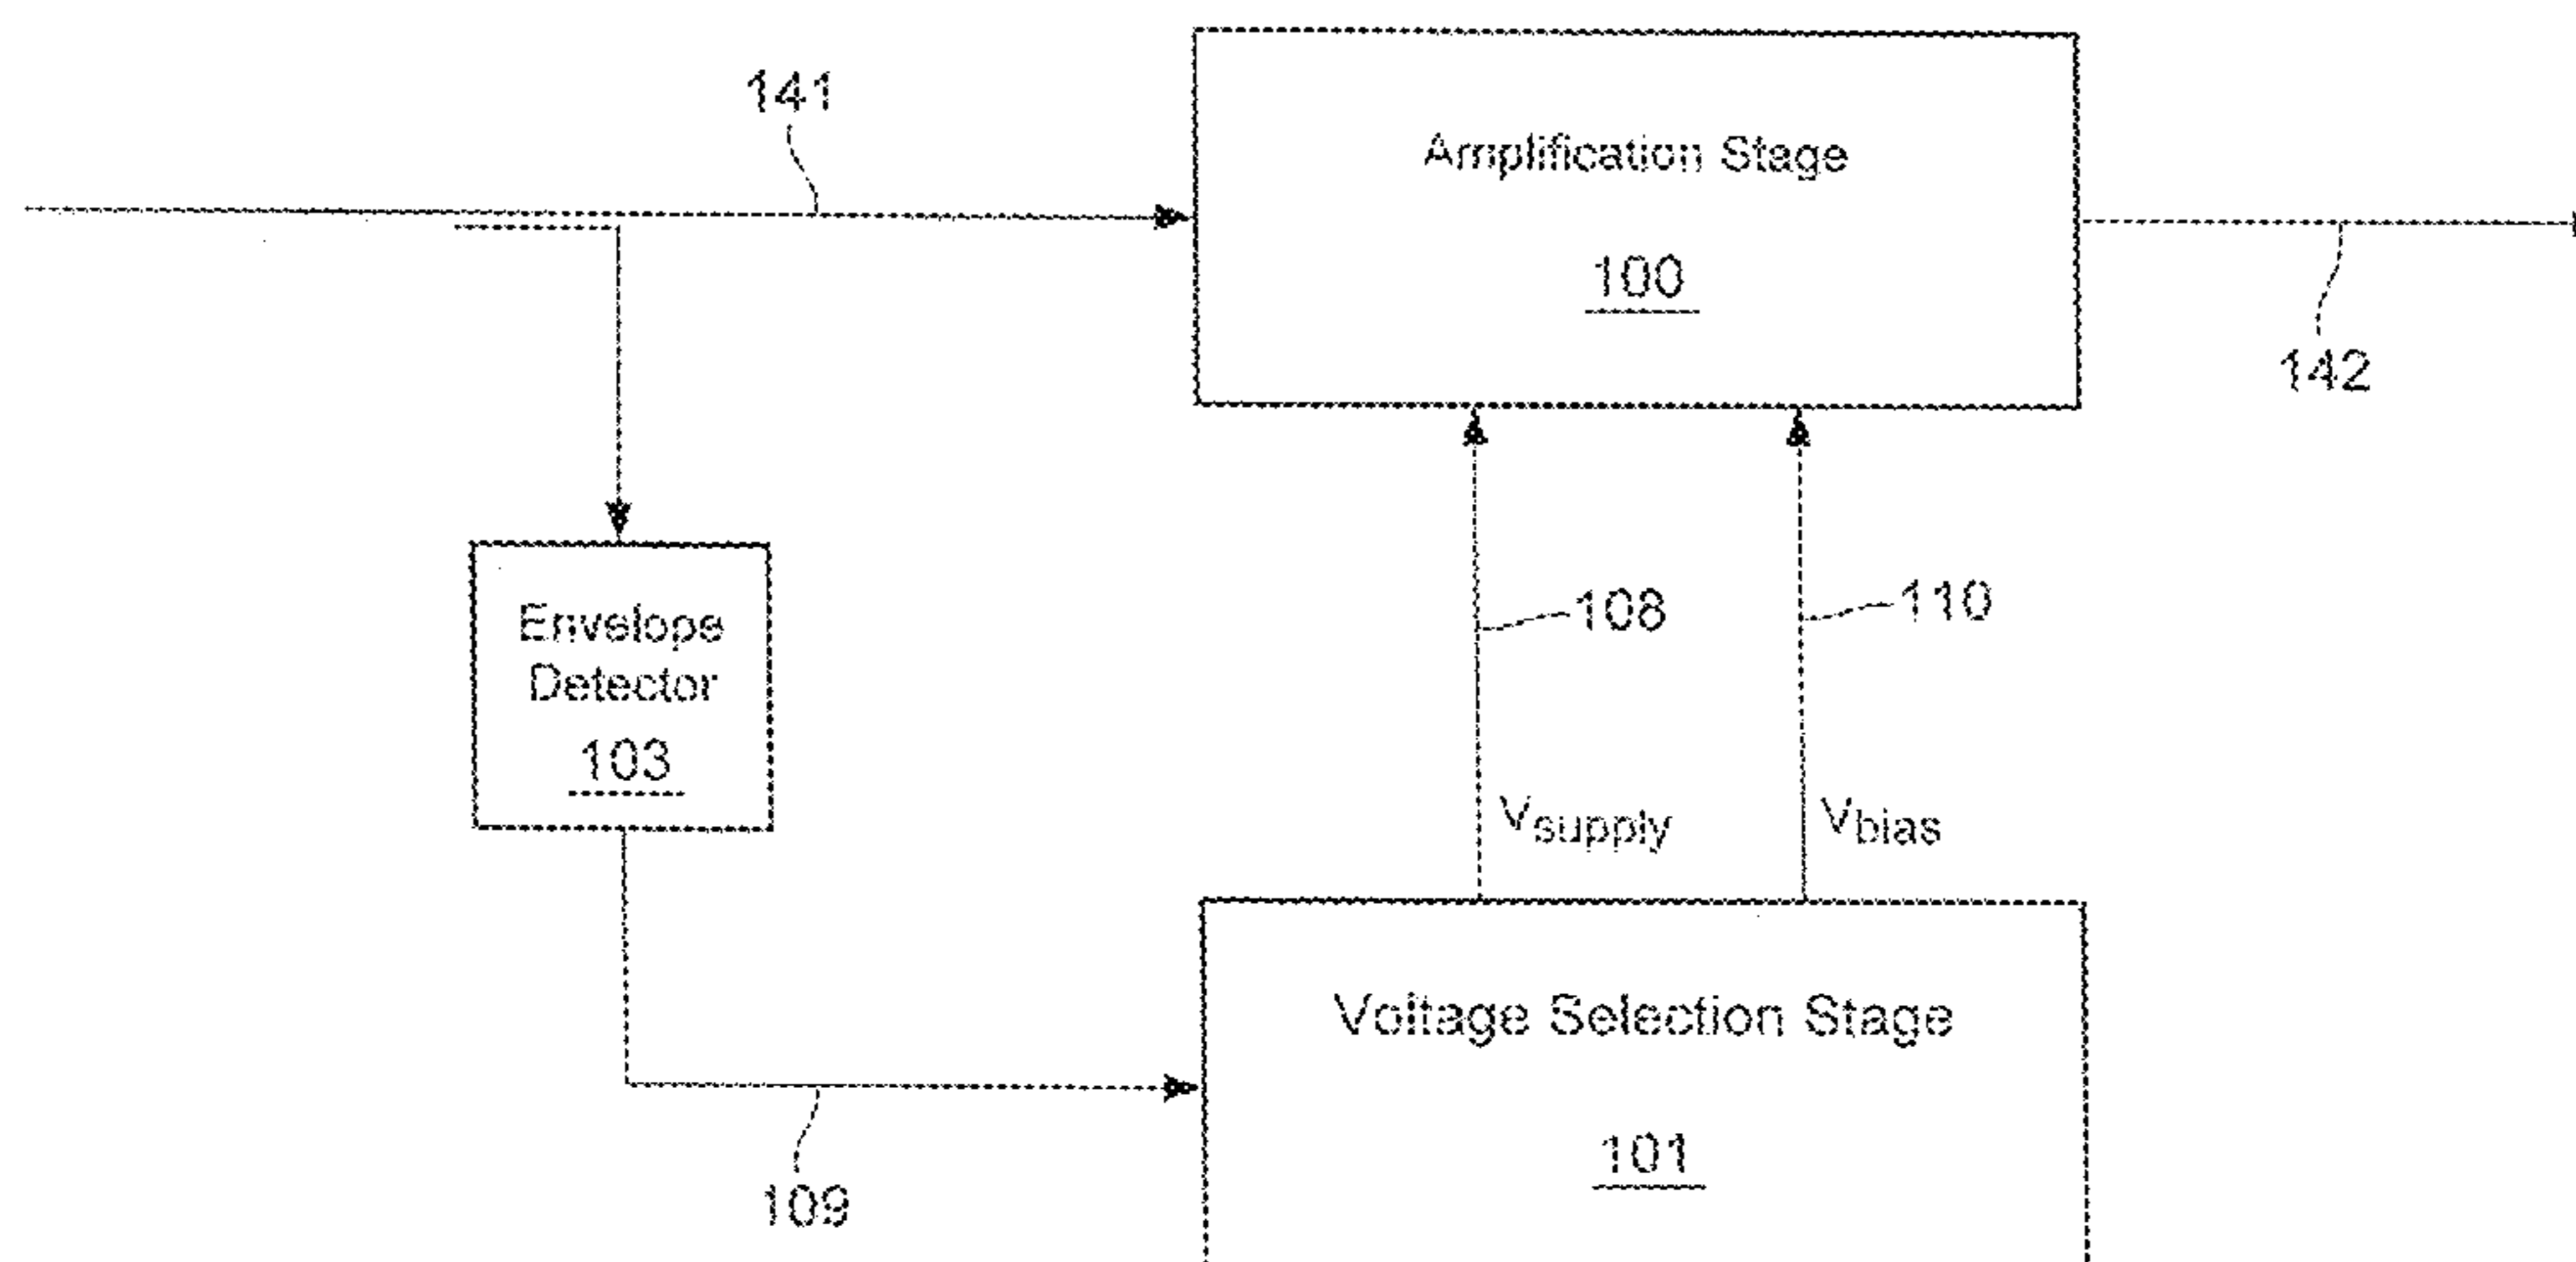 141
Amplification Stage
100
142
Envelope
Detector
103
108
110
Vsupply
Vbias
Voltage Selection Stage
101
109